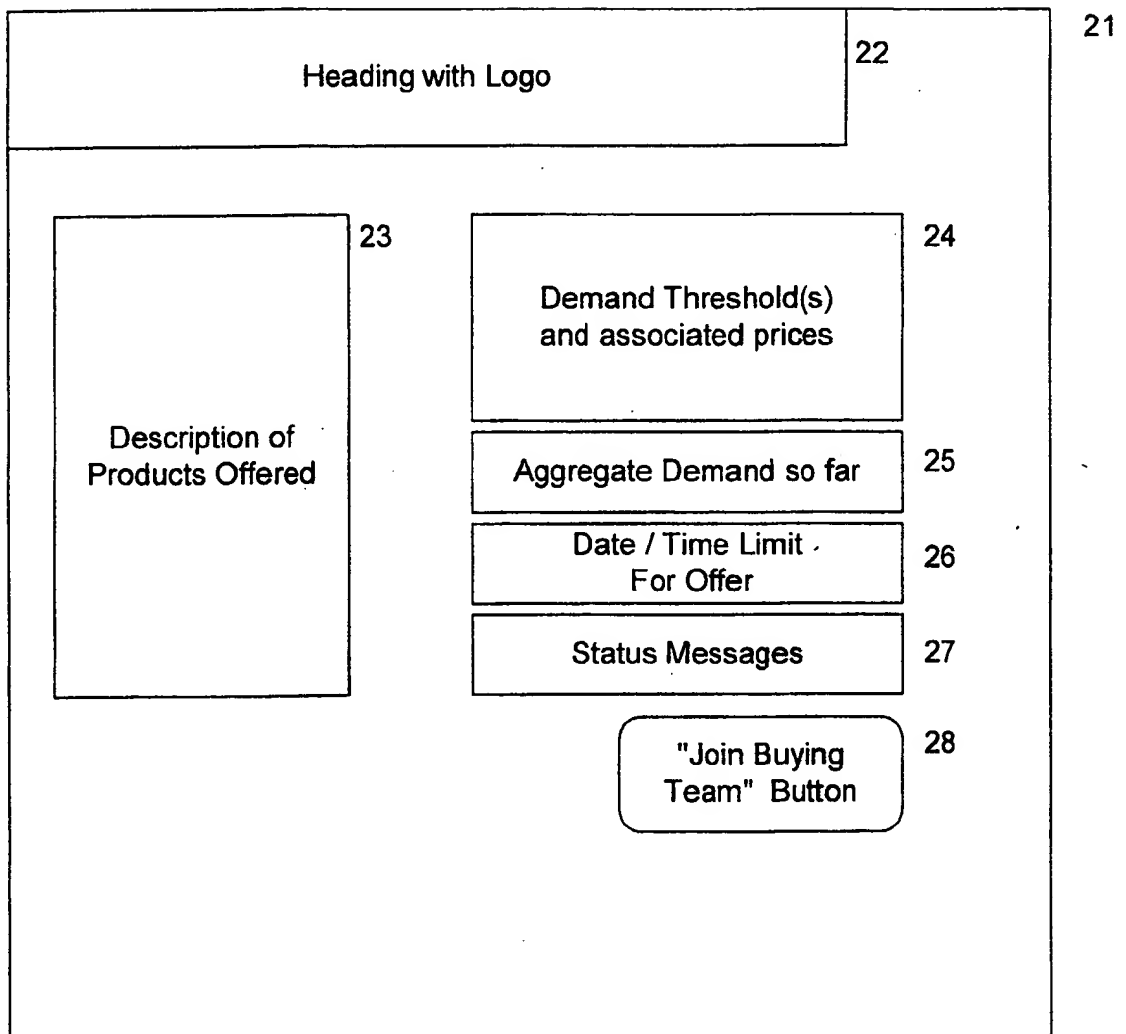 21
Heading with Logo
22
23
Description of
Products Offered
24
Demand Threshold(s)
and associated prices
Aggregate Demand so far
25
Date / Time Limit
For Offer
26
Status Messages
27
"Join Buying
Team" Button
28